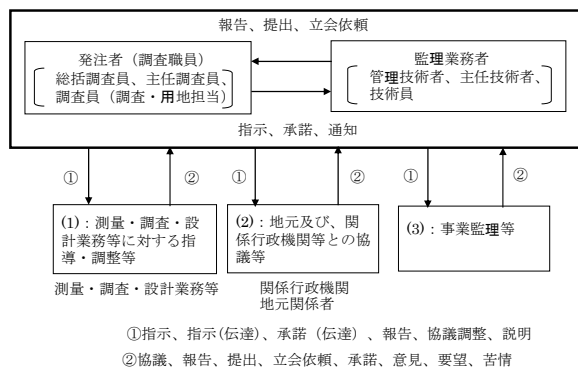 報告、提出、立会依頼
発注者（調査職員）
総括調査員、主任調査員、
調査員（調査・用地担当）
監理業務者
管理技術者、主任技術者、
技術員
指示、承諾、通知
① ② ① ② ① ②
(1)：測量・調査・設
計業務等に対する指
導・調整等
(2)：地元及び、関
係行政機関等との協
議等
(3)：事業監理等
測量・調査・設計業務等
関係行政機関
地元関係者
①指示、指示(伝達)、承諾（伝達）、報告、協議調整、説明
②協議、報告、提出、立会依頼、承諾、意見、要望、苦情